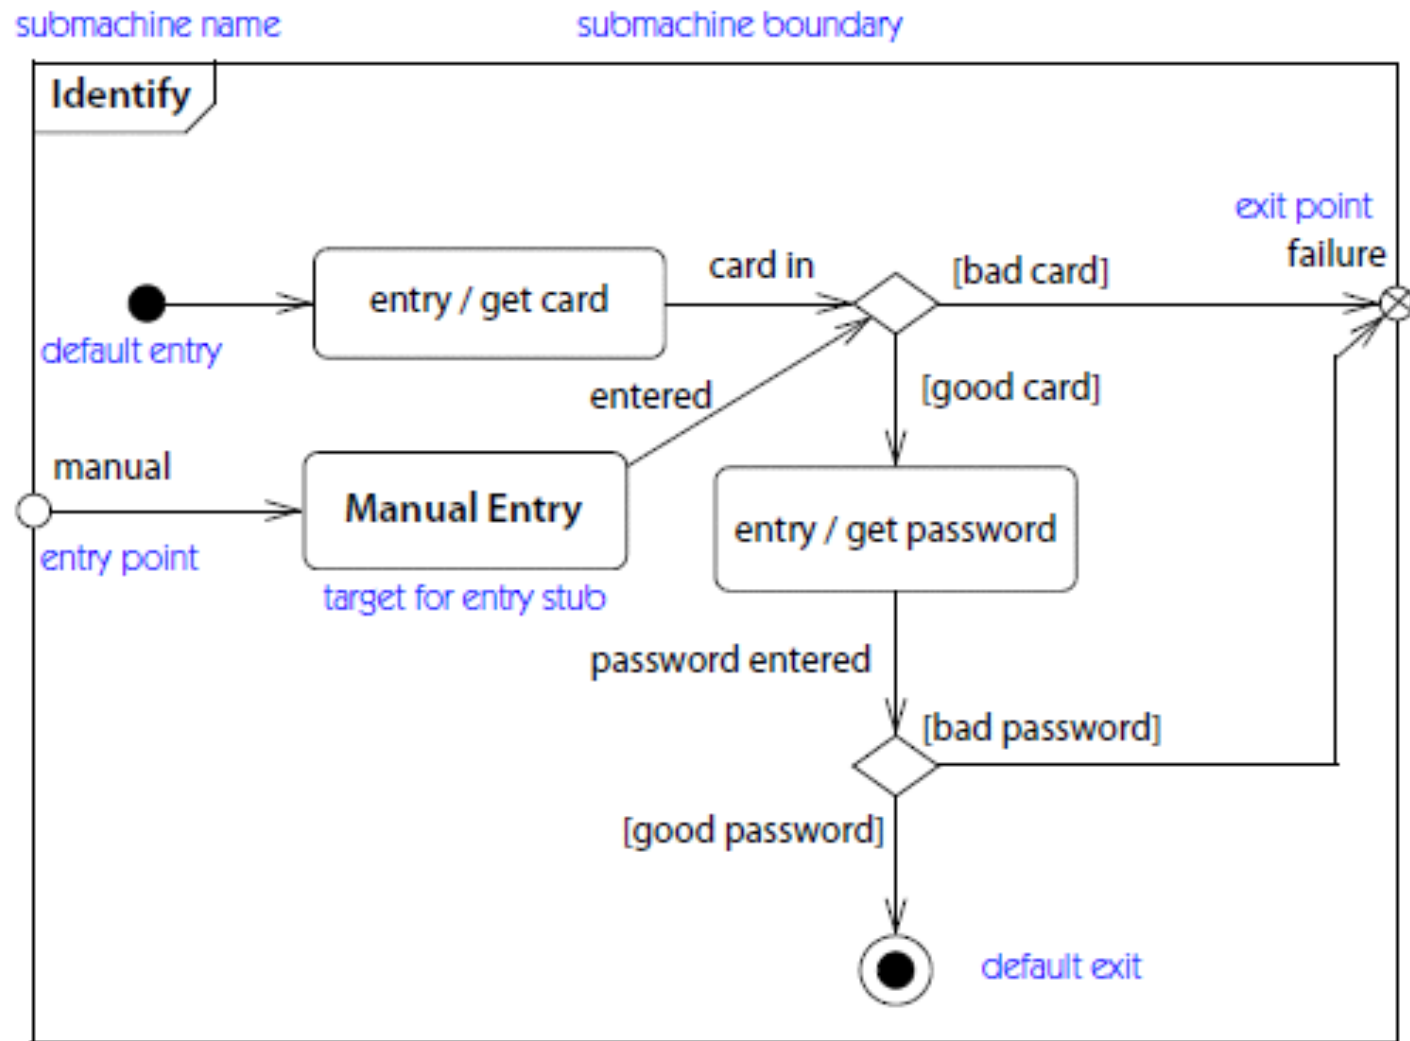 submachine name
submachine boundary
Identify
exit point
failure
card in
[bad card]
entry / get card
default entry
entered
[good card]
manual
Manual Entry
entry / get password
entry point
target for entry stub
password entered
[bad password]
[good password]
default exit